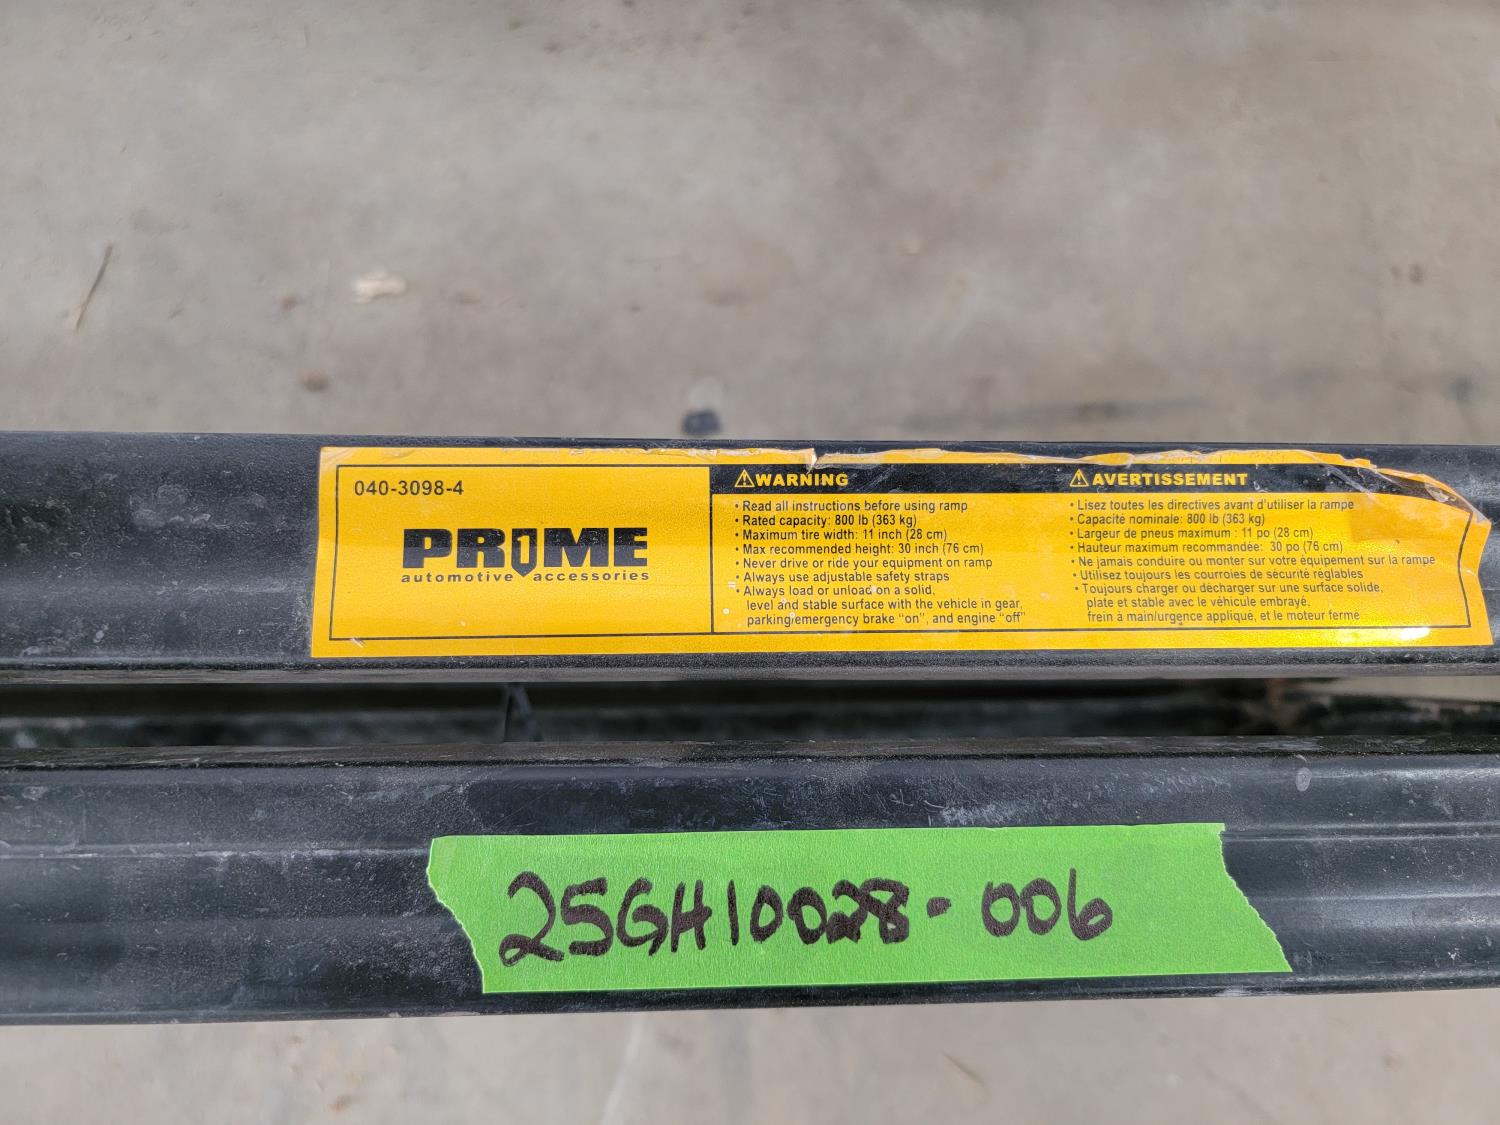 040-3098-4
PRIME
automotive accessories
WARNING
• Read all instructions before using ramp
• Rated capacity: 800 lb (363 kg)
• Maximum tire width: 11 inch (28 cm)
• Max recommended height: 30 inch (76 cm)
• Never drive or ride your equipment on ramp
• Always use adjustable safety straps
• Always load or unload on a solid,
level and stable surface with the vehicle in gear,
parking/emergency brake “on”, and engine “off”
AVERTISSEMENT
• Lisez toutes les directives avant d’utiliser la rampe
• Capacité nominale: 800 lb (363 kg)
• Largeur de pneus maximum : 11 po (28 cm)
• Hauteur maximum recommandée: 30 po (76 cm)
• Ne jamais conduire ou monter sur votre équipement sur la rampe
• Utilisez toujours les courroies de sécurité réglables
• Toujours charger ou décharger sur une surface solide,
plate et stable avec le véhicule embrayé,
frein à main/urgence appliqué, et le moteur fermé
25GH10028-006